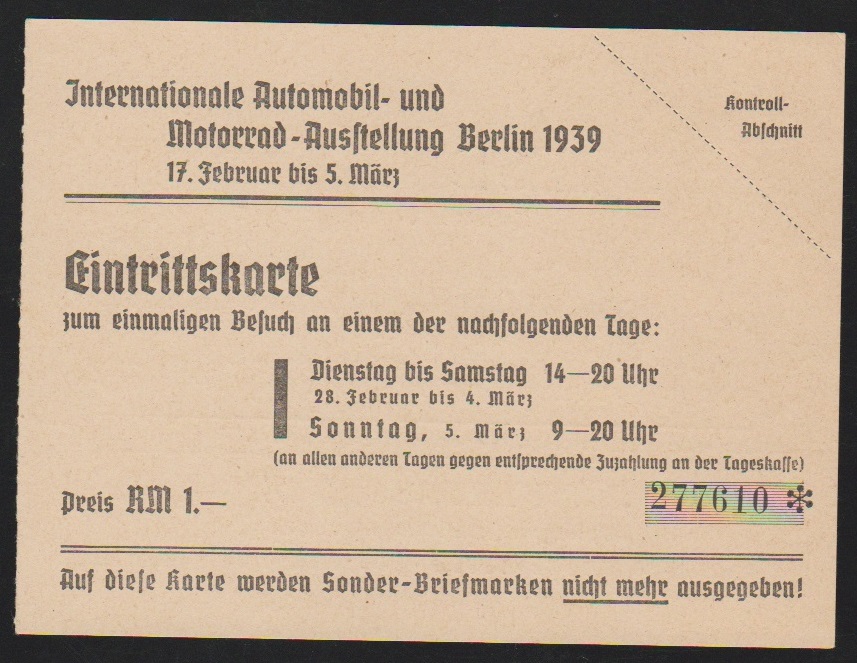 Internationale Automobil- und
Motorrad-Ausſtellung Berlin 1939
17. Februar bis 5. März
Kontroll-
Abſchnitt
Eintrittskarte
zum einmaligen Beſuch an einem der nachfolgenden Tage:
Dienstag bis Samstag 14—20 Uhr
28. Februar bis 4. März
Sonntag, 5. März 9—20 Uhr
(an allen anderen Tagen gegen entſprechende Zuzahlung an der Tageskaſſe)
Preis RM 1.—
277610 *
Auf dieſe Karte werden Sonder-Briefmarken nicht mehr ausgegeben!